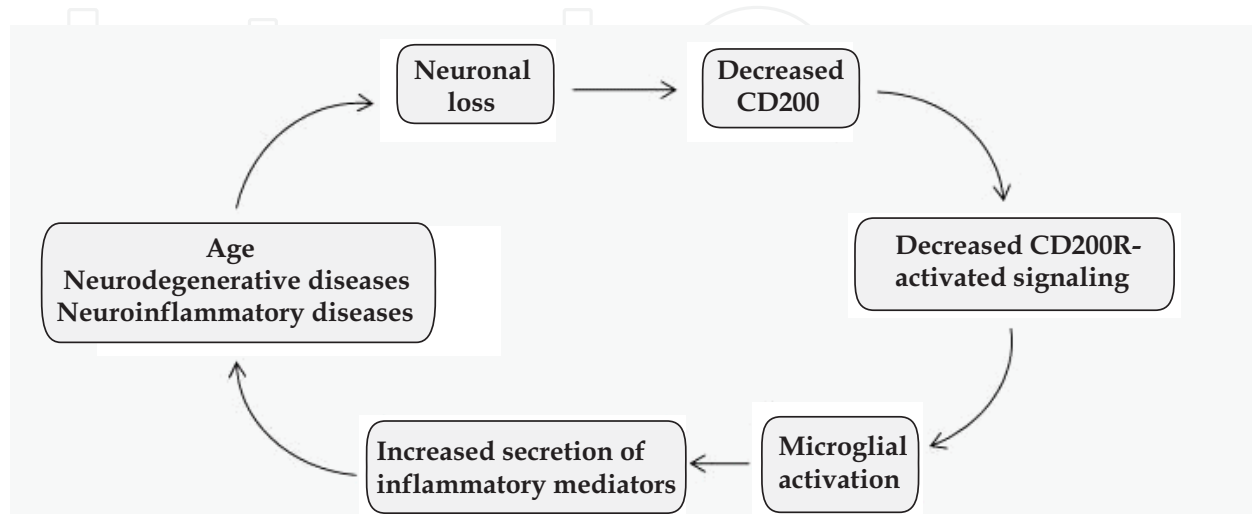 Neuronal
loss
Decreased
CD200
Decreased CD200R-
activated signaling
Microglial
activation
Increased secretion of
inflammatory mediators
Age
Neurodegenerative diseases
Neuroinflammatory diseases